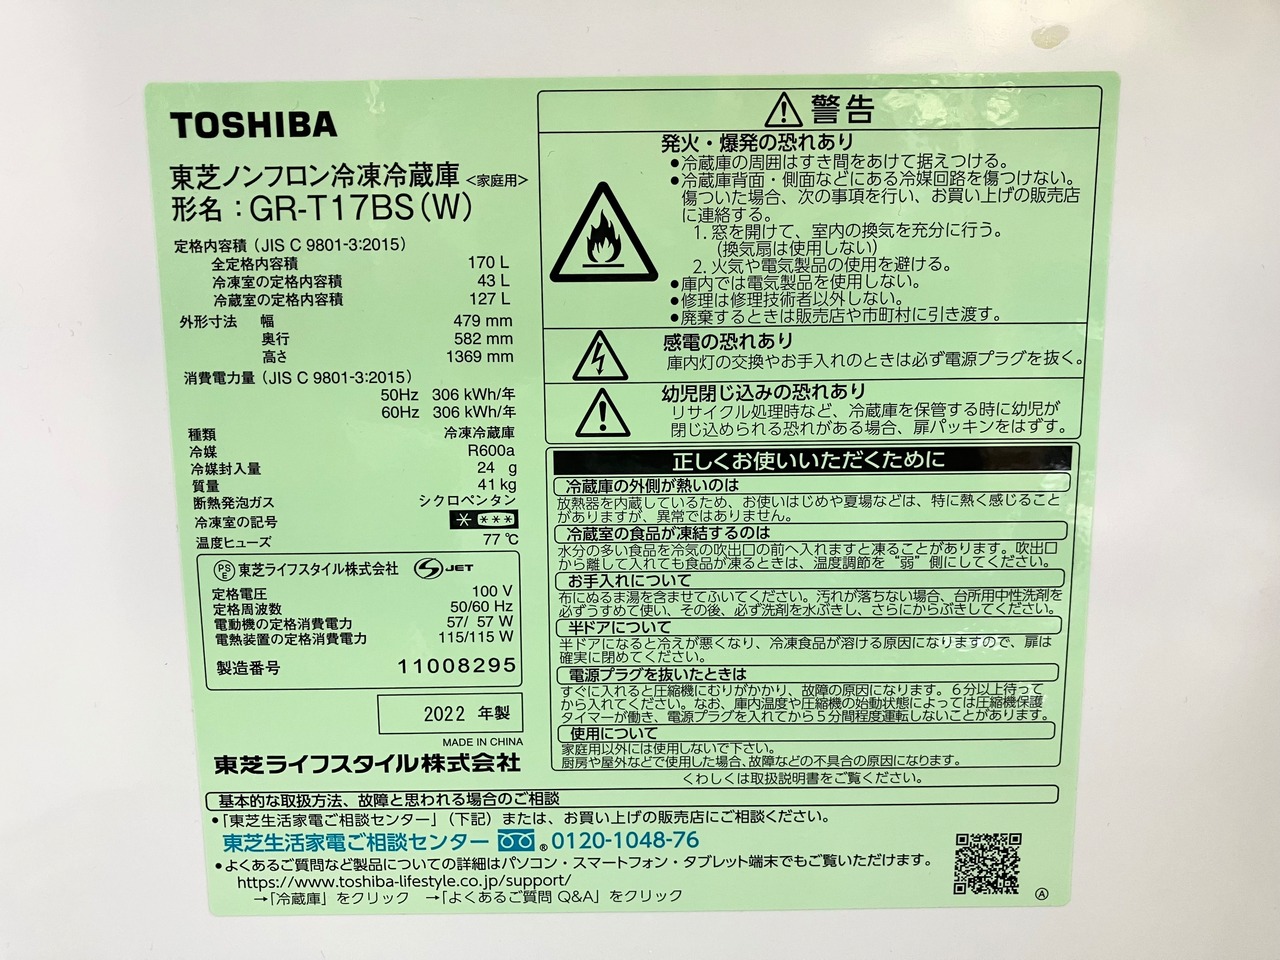 TOSHIBA
東芝ノンフロン冷凍冷蔵庫 <家庭用>
形名：GR-T17BS(W)
定格内容積（JIS C 9801-3:2015）
全定格内容積 170 L
冷凍室の定格内容積 43 L
冷蔵室の定格内容積 127 L
外形寸法 幅 479 mm
奥行 582 mm
高さ 1369 mm
消費電力量（JIS C 9801-3:2015）
50Hz 306 kWh/年
60Hz 306 kWh/年
種類 冷凍冷蔵庫
冷媒 R600a
冷媒封入量 24 g
質量 41 kg
断熱発泡ガス シクロペンタン
冷凍室の記号 * ***
温度ヒューズ 77 ℃
PSE 東芝ライフスタイル株式会社 JET
定格電圧 100 V
定格周波数 50/60 Hz
電動機の定格消費電力 57/ 57 W
電熱装置の定格消費電力 115/115 W
製造番号 11008295
2022 年製
MADE IN CHINA
東芝ライフスタイル株式会社
警告
発火・爆発の恐れあり
●冷蔵庫の周囲はすき間をあけて据えつける。
●冷蔵庫背面・側面などにある冷媒回路を傷つけない。
傷ついた場合、次の事項を行い、お買い上げの販売店
に連絡する。
1. 窓を開けて、室内の換気を充分に行う。
(換気扇は使用しない)
2. 火気や電気製品の使用を避ける。
●庫内では電気製品を使用しない。
●修理は修理技術者以外しない。
●廃棄するときは販売店や市町村に引き渡す。
感電の恐れあり
庫内灯の交換やお手入れのときは必ず電源プラグを抜く。
幼児閉じ込みの恐れあり
リサイクル処理時など、冷蔵庫を保管する時に幼児が
閉じ込められる恐れがある場合、扉パッキンをはずす。
正しくお使いいただくために
冷蔵庫の外側が熱いのは
放熱器を内蔵しているため、お使いはじめや夏場などは、特に熱く感じること
がありますが、異常ではありません。
冷蔵室の食品が凍結するのは
水分の多い食品を冷気の吹出口の前へ入れますと凍ることがあります。吹出口
から離して入れても食品が凍るときは、温度調節を“弱”側にしてください。
お手入れについて
布にぬるま湯を含ませてふいてください。汚れが落ちない場合、台所用中性洗剤を
必ずうすめて使い、その後、必ず洗剤を水ぶきし、さらにからぶきしてください。
半ドアについて
半ドアになると冷えが悪くなり、冷凍食品が溶ける原因になりますので、扉は
確実に閉めてください。
電源プラグを抜いたときは
すぐに入れると圧縮機にむりがかかり、故障の原因になります。6分以上待って
から入れてください。なお、庫内温度や圧縮機の始動状態によっては圧縮機保護
タイマーが働き、電源プラグを入れてから5分間程度運転しないことがあります。
使用について
家庭用以外には使用しないで下さい。
厨房や屋外などで使用した場合、故障などの不具合の原因になります。
くわしくは取扱説明書をご覧ください。
基本的な取扱方法、故障と思われる場合のご相談
●「東芝生活家電ご相談センター」（下記）または、お買い上げの販売店にご相談ください。
東芝生活家電ご相談センター ® 0120-1048-76
●よくあるご質問など製品についての詳細はパソコン・スマートフォン・タブレット端末でもご覧いただけます。
https://www.toshiba-lifestyle.co.jp/support/
→「冷蔵庫」をクリック →「よくあるご質問 Q&A」をクリック
Ⓐ